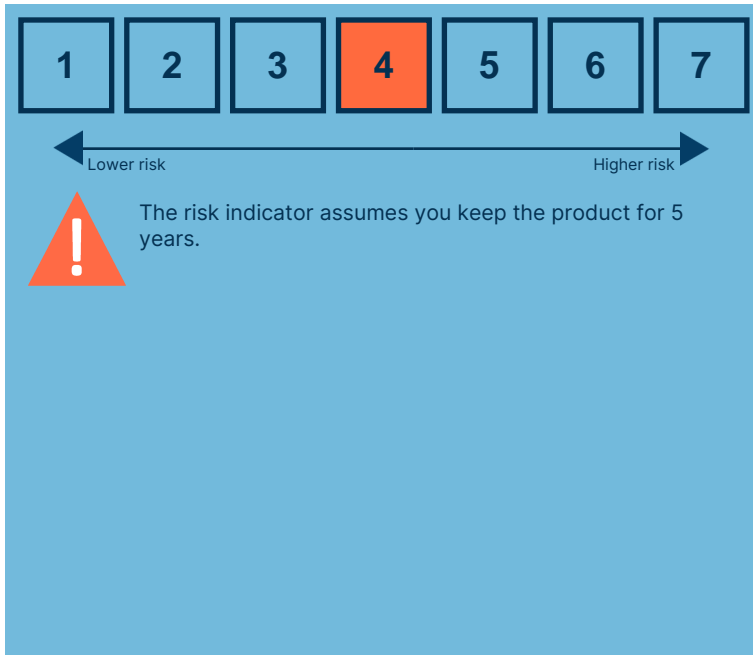 1 2 3 4 5 6 7
Lower risk Higher risk
The risk indicator assumes you keep the product for 5
years.
!